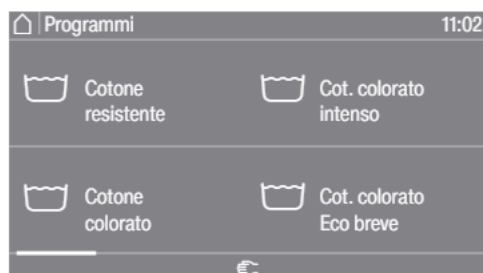 Programmi
11:02
Cotone
resistente
Cot. colorato
intenso
Cotone
colorato
Cot. colorato
Eco breve